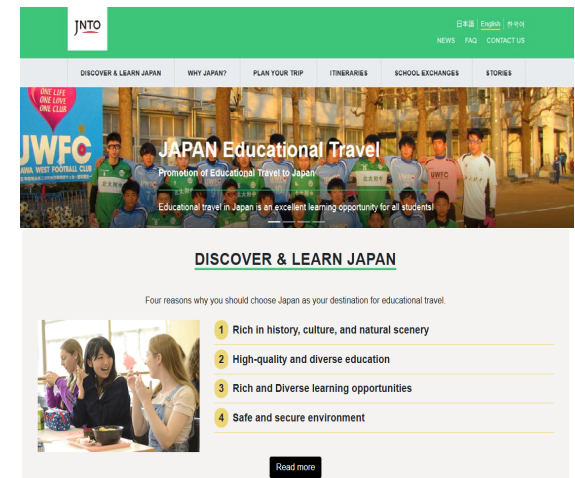 JNTO
日本語 English 한국어
NEWS FAQ CONTACT US
DISCOVER & LEARN JAPAN WHY JAPAN? PLAN YOUR TRIP ITINERARIES SCHOOL EXCHANGES STORIES
ONE LIFE
ONE LOVE
ONE CLUB
UWFC
AWA WEST FOOTBALL CLUB
JAPAN Educational Travel
Promotion of Educational Travel to Japan
Educational travel in Japan is an excellent learning opportunity for all students!
UWFC
DISCOVER & LEARN JAPAN
Four reasons why you should choose Japan as your destination for educational travel.
1 Rich in history, culture, and natural scenery
2 High-quality and diverse education
3 Rich and Diverse learning opportunities
4 Safe and secure environment
Read more